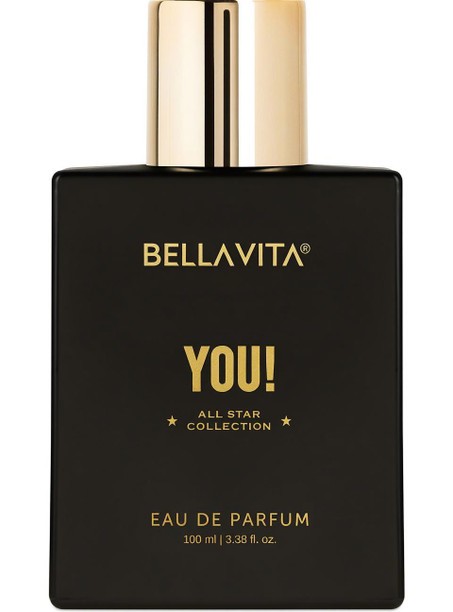 BELLAVITA®
YOU!
★ ALL STAR
COLLECTION ★
EAU DE PARFUM
100 ml | 3.38 fl. oz.